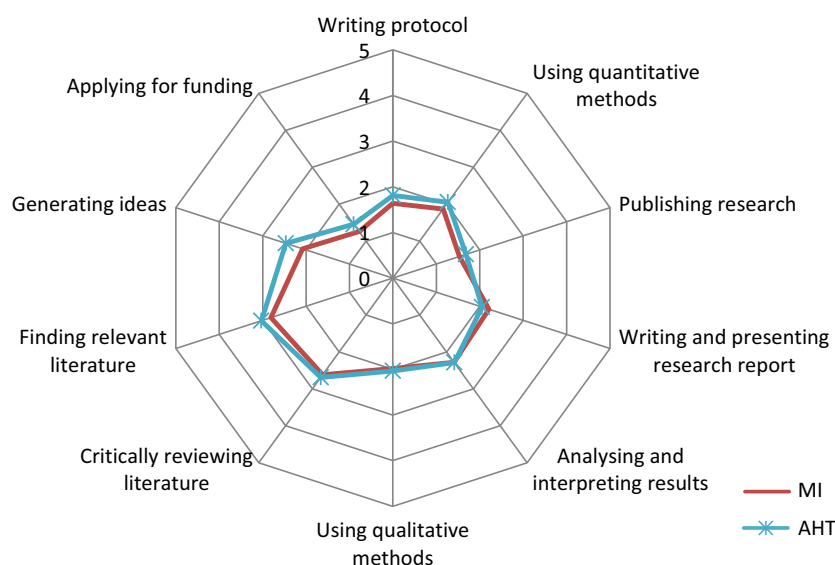 Writing protocol
5
Using quantitative
methods
Applying for funding
4
3
Generating ideas
2
Publishing research
1
0
Finding relevant
literature
Writing and presenting
research report
Critically reviewing
literature
Analysing and
interpreting results
MI
AHT
Using qualitative
methods